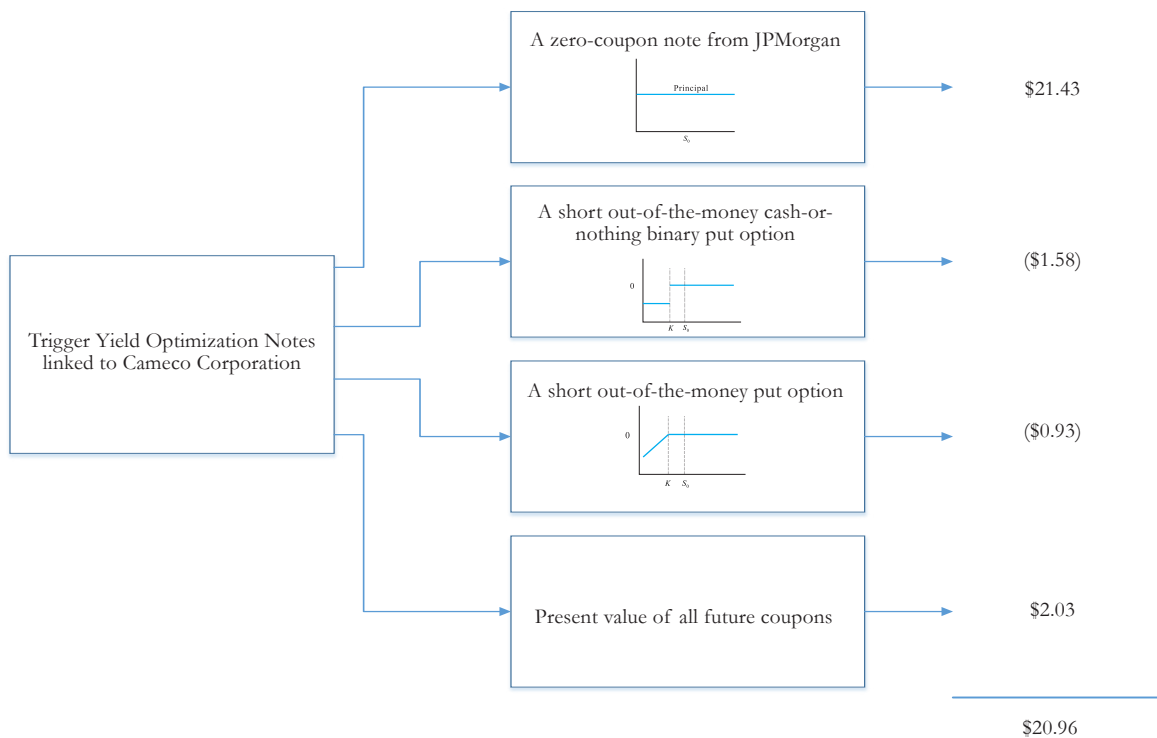 A zero-coupon note from JPMorgan
Principal
S₀
$21.43
A short out-of-the-money cash-or-
nothing binary put option
0
K S₀
($1.58)
Trigger Yield Optimization Notes
linked to Cameco Corporation
A short out-of-the-money put option
0
K S₀
($0.93)
Present value of all future coupons
$2.03
$20.96